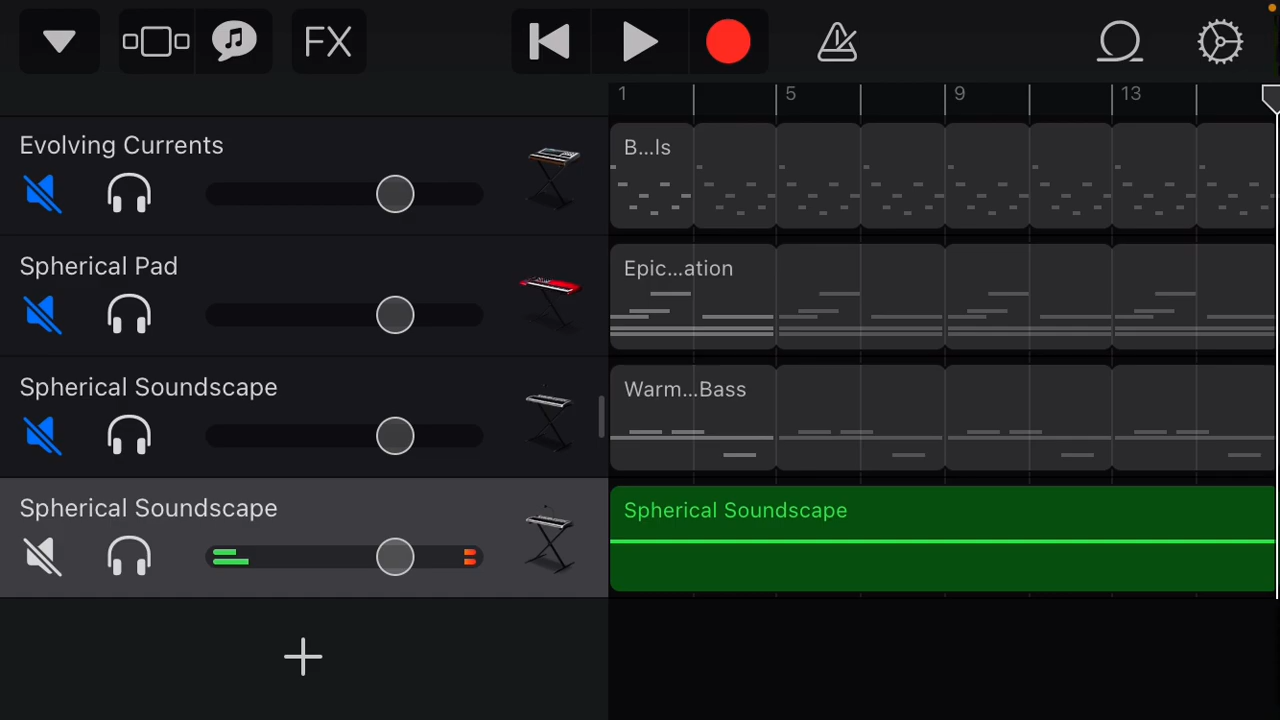 FX
1 5 9 13
Evolving Currents
B...ls
Spherical Pad
Epic...ation
Spherical Soundscape
Warm...Bass
Spherical Soundscape
Spherical Soundscape